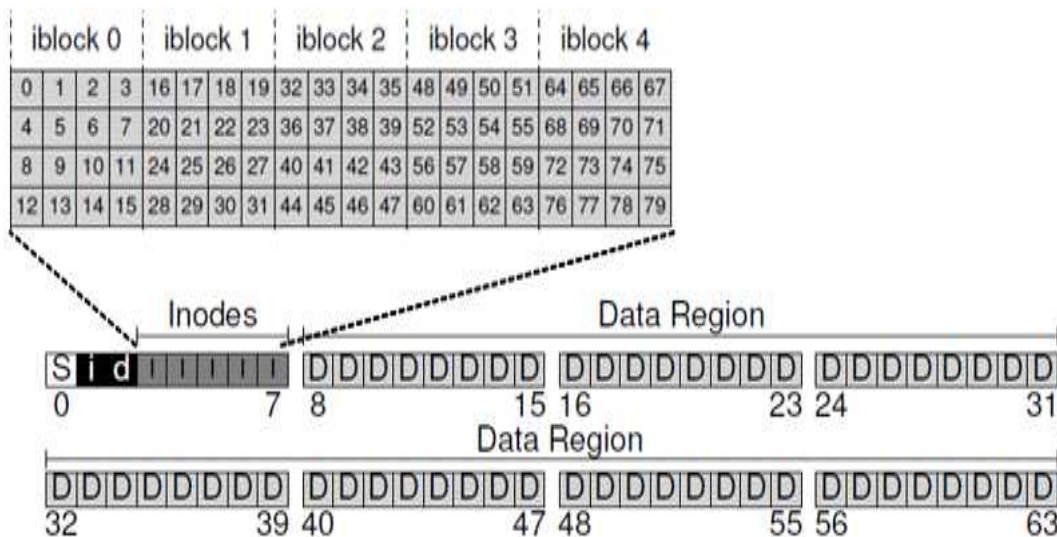 iblock 0 iblock 1 iblock 2 iblock 3 iblock 4
0 1 2 3 16 17 18 19 32 33 34 35 48 49 50 51 64 65 66 67
4 5 6 7 20 21 22 23 36 37 38 39 52 53 54 55 68 69 70 71
8 9 10 11 24 25 26 27 40 41 42 43 56 57 58 59 72 73 74 75
12 13 14 15 28 29 30 31 44 45 46 47 60 61 62 63 76 77 78 79
Inodes Data Region
S i d I I I I I D D D D D D D D D D D D D D D D D D D D D D D D
0 7 8 15 16 23 24 31
Data Region
D D D D D D D D D D D D D D D D D D D D D D D D D D D D D D D D
32 39 40 47 48 55 56 63